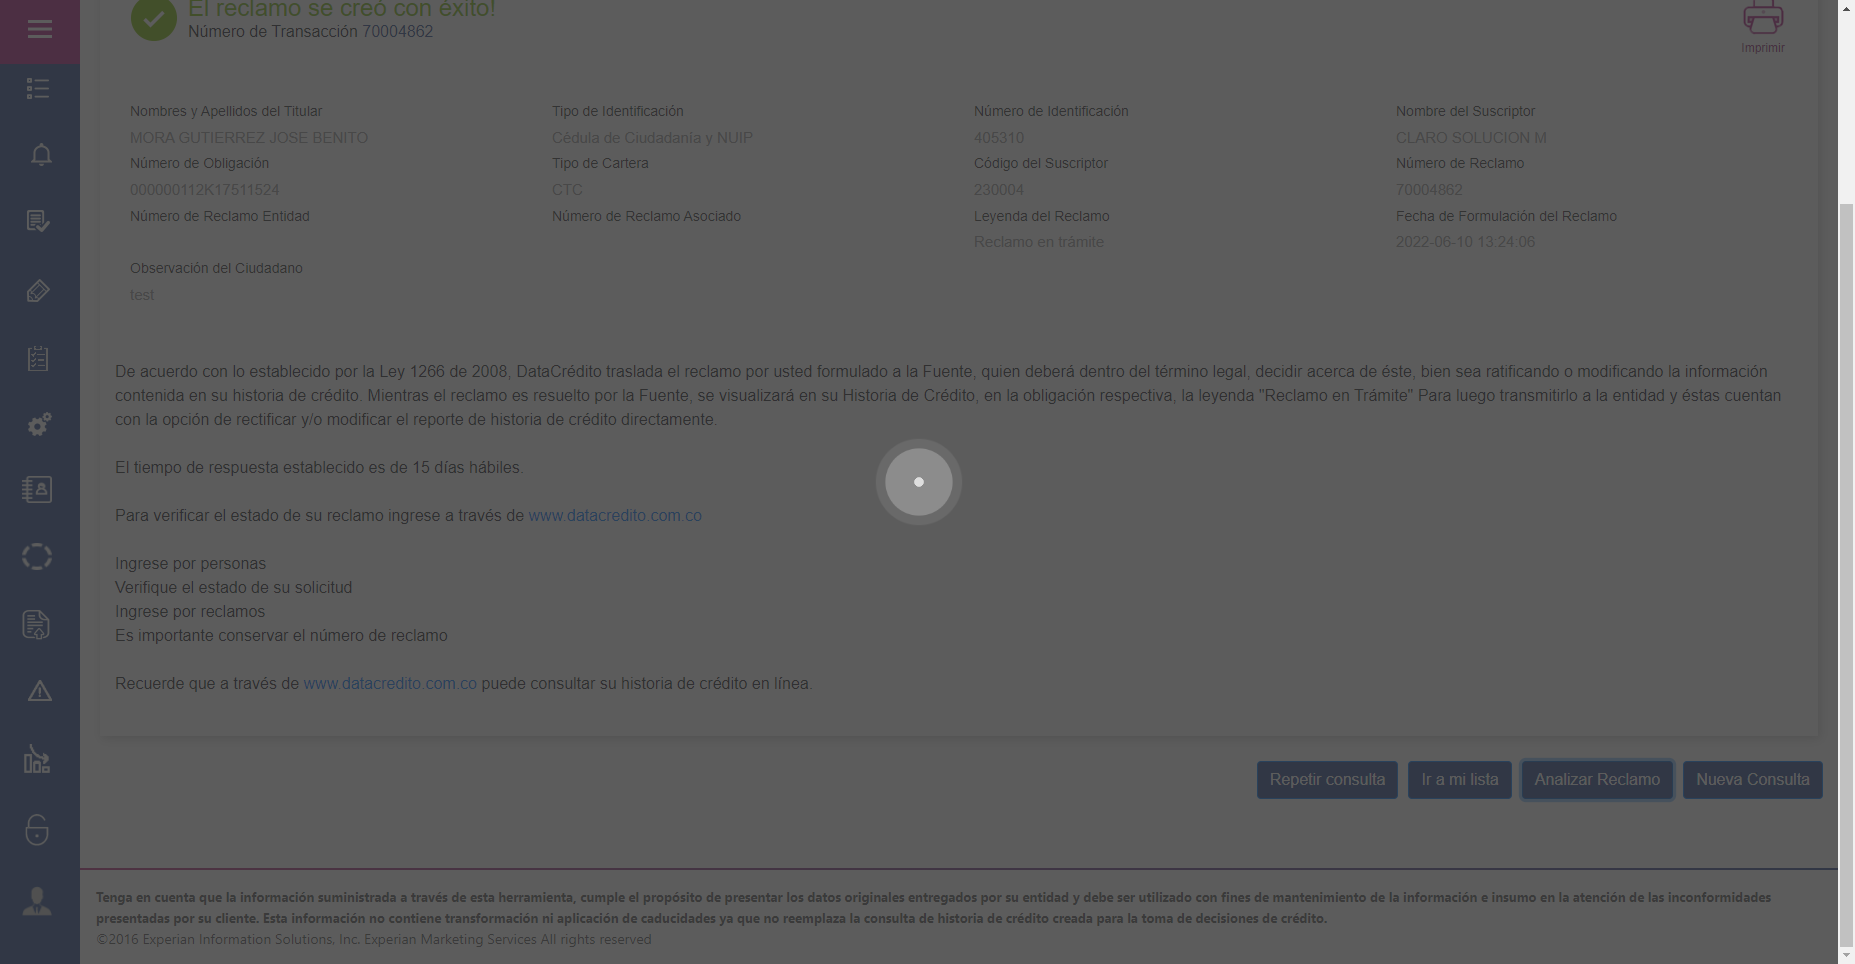 El reclamo se creó con éxito!
Número de Transacción 70004862
Imprimir
Nombres y Apellidos del Titular
Tipo de Identificación
Número de Identificación
Nombre del Suscriptor
MORA GUTIERREZ JOSE BENITO
Cédula de Ciudadanía y NUIP
405310
CLARO SOLUCION M
Número de Obligación
Tipo de Cartera
Código del Suscriptor
Número de Reclamo
000000112K17511524
CTC
230004
70004862
Número de Reclamo Entidad
Número de Reclamo Asociado
Leyenda del Reclamo
Fecha de Formulación del Reclamo
Reclamo en trámite
2022-06-10 13:24:06
Observación del Ciudadano
test
De acuerdo con lo establecido por la Ley 1266 de 2008, DataCrédito traslada el reclamo por usted formulado a la Fuente, quien deberá dentro del término legal, decidir acerca de éste, bien sea ratificando o modificando la información
contenida en su historia de crédito. Mientras el reclamo es resuelto por la Fuente, se visualizará en su Historia de Crédito, en la obligación respectiva, la leyenda "Reclamo en Trámite" Para luego transmitirlo a la entidad y éstas cuentan
con la opción de rectificar y/o modificar el reporte de historia de crédito directamente.
El tiempo de respuesta establecido es de 15 días hábiles.
Para verificar el estado de su reclamo ingrese a través de www.datacredito.com.co
Ingrese por personas
Verifique el estado de su solicitud
Ingrese por reclamos
Es importante conservar el número de reclamo
Recuerde que a través de www.datacredito.com.co puede consultar su historia de crédito en línea.
Repetir consulta
Ir a mi lista
Analizar Reclamo
Nueva Consulta
Tenga en cuenta que la información suministrada a través de esta herramienta, cumple el propósito de presentar los datos originales entregados por su entidad y debe ser utilizado con fines de mantenimiento de la información e insumo en la atención de las inconformidades
presentadas por su cliente. Esta información no contiene transformación ni aplicación de caducidades ya que no reemplaza la consulta de historia de crédito creada para la toma de decisiones de crédito.
©2016 Experian Information Solutions, Inc. Experian Marketing Services All rights reserved